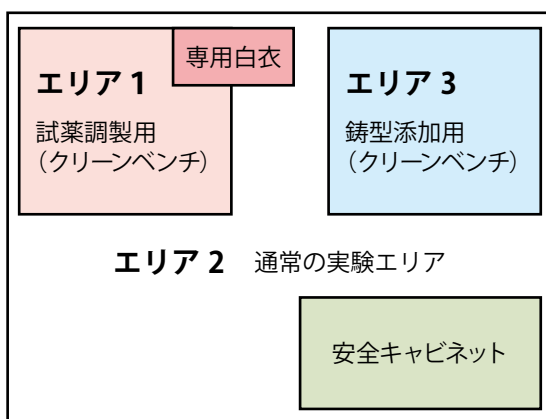 専用白衣
エリア 1
試薬調製用
（クリーンベンチ）
エリア 3
鋳型添加用
（クリーンベンチ）
エリア 2　通常の実験エリア
安全キャビネット